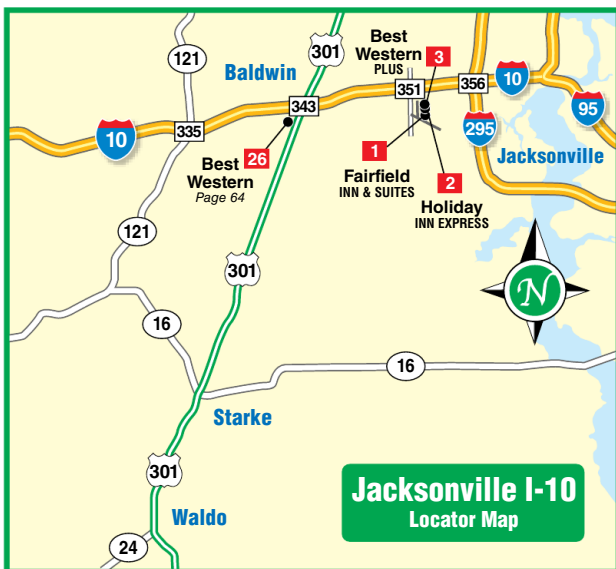 301
121
Baldwin
Best
Western
PLUS
3
351
356
10
343
335
10
295
95
1
Fairfield
INN & SUITES
2
Holiday
INN EXPRESS
Jacksonville
26
Best
Western
Page 64
121
301
N
16
16
Starke
301
Waldo
24
Jacksonville I-10
Locator Map